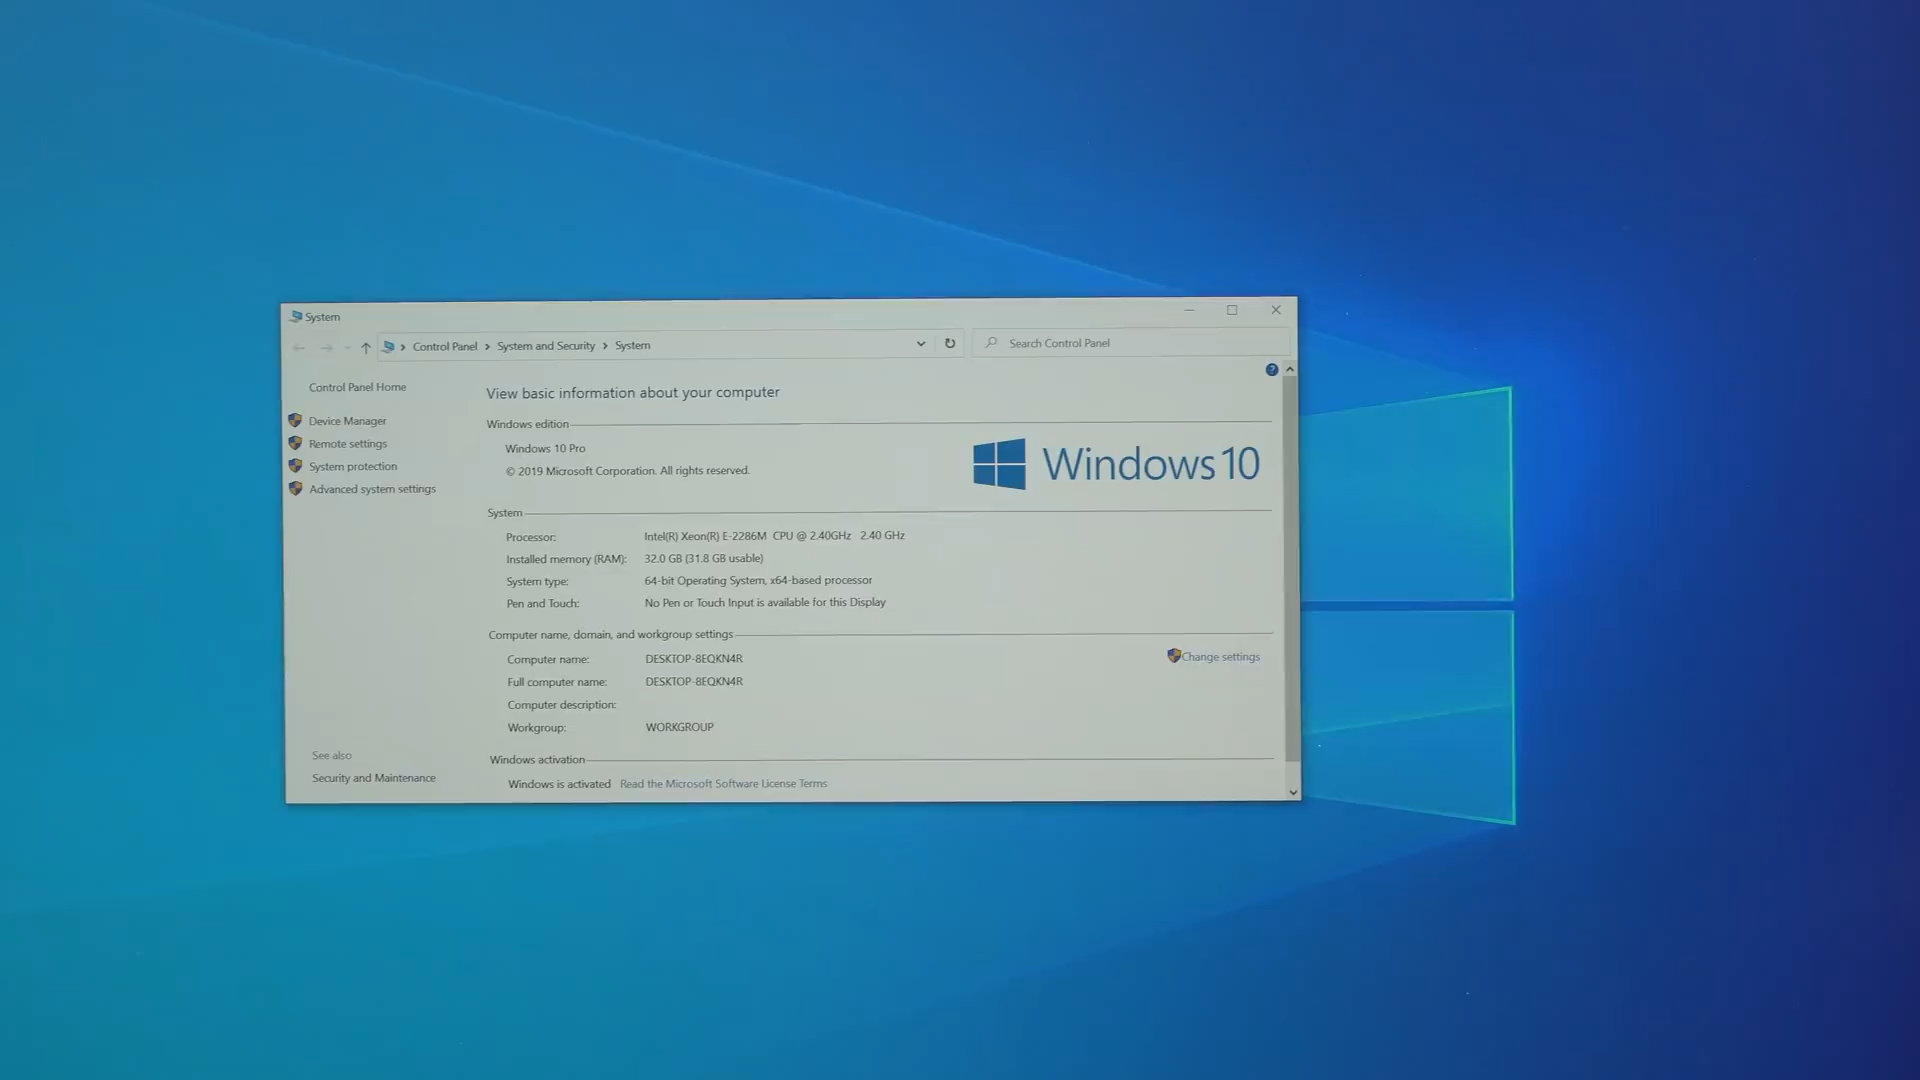 System
Control Panel > System and Security > System
Search Control Panel
Control Panel Home
Device Manager
Remote settings
System protection
Advanced system settings
See also
Security and Maintenance
View basic information about your computer
Windows edition
Windows 10 Pro
© 2019 Microsoft Corporation. All rights reserved.
Windows 10
System
Processor: Intel(R) Xeon(R) E-2286M CPU @ 2.40GHz 2.40 GHz
Installed memory (RAM): 32.0 GB (31.8 GB usable)
System type: 64-bit Operating System, x64-based processor
Pen and Touch: No Pen or Touch Input is available for this Display
Computer name, domain, and workgroup settings
Computer name: DESKTOP-8EQKN4R
Change settings
Full computer name: DESKTOP-8EQKN4R
Computer description:
Workgroup: WORKGROUP
Windows activation
Windows is activated Read the Microsoft Software License Terms